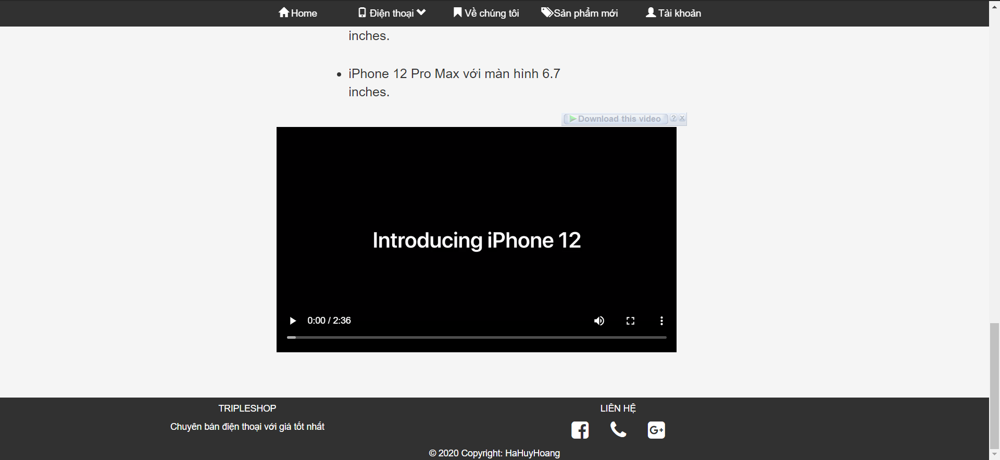 Home Điện thoại Về chúng tôi Sản phẩm mới Tài khoản
inches.
• iPhone 12 Pro Max với màn hình 6.7
inches.
Download this video ? x
Introducing iPhone 12
0:00 / 2:36
TRIPLESHOP
Chuyên bán điện thoại với giá tốt nhất
LIÊN HỆ
G+
© 2020 Copyright: HaHuyHoang